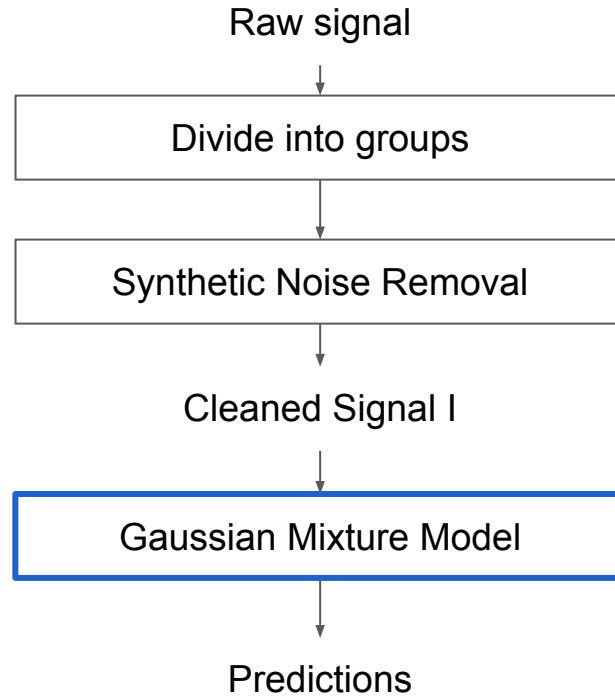 Raw signal
Divide into groups
Synthetic Noise Removal
Cleaned Signal I
Gaussian Mixture Model
Predictions